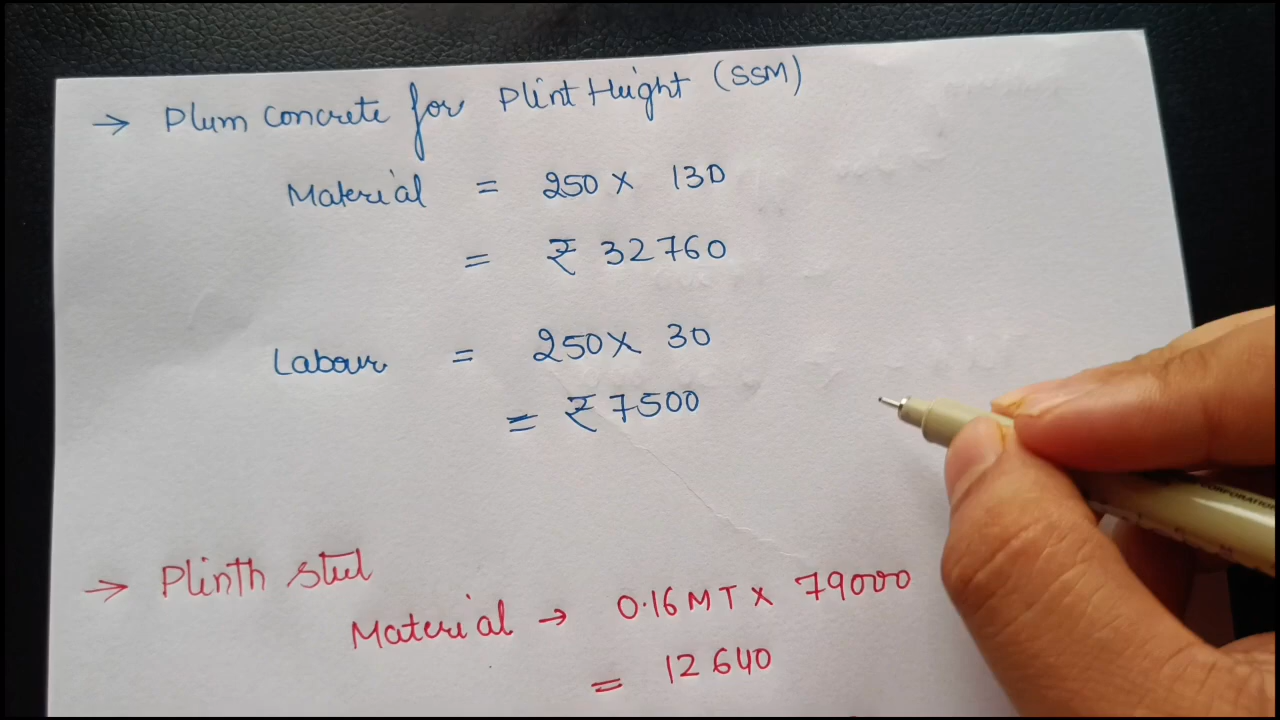 → Plum concrete for Plint Height (SSM)
Material = 250 x 130
= ₹ 32760
Labour = 250 x 30
= ₹ 7500
→ Plinth steel
Material → 0.16 MT x 79000
= 12640